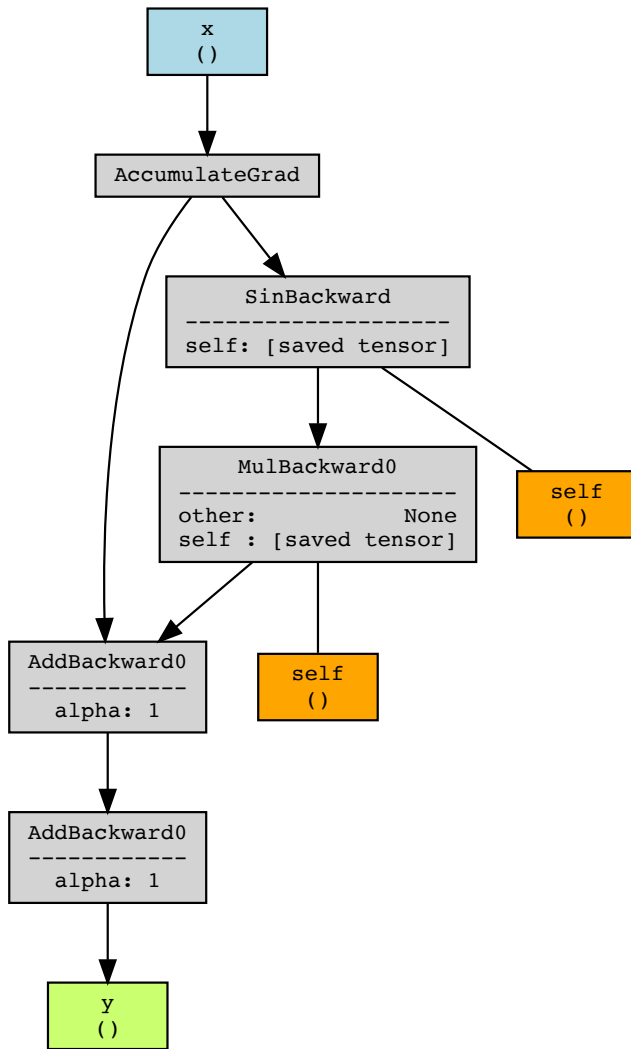 x
()
AccumulateGrad
SinBackward
---------------------
self: [saved tensor]
MulBackward0
----------------------
other:           None
self : [saved tensor]
self
()
AddBackward0
------------
alpha: 1
self
()
AddBackward0
------------
alpha: 1
y
()